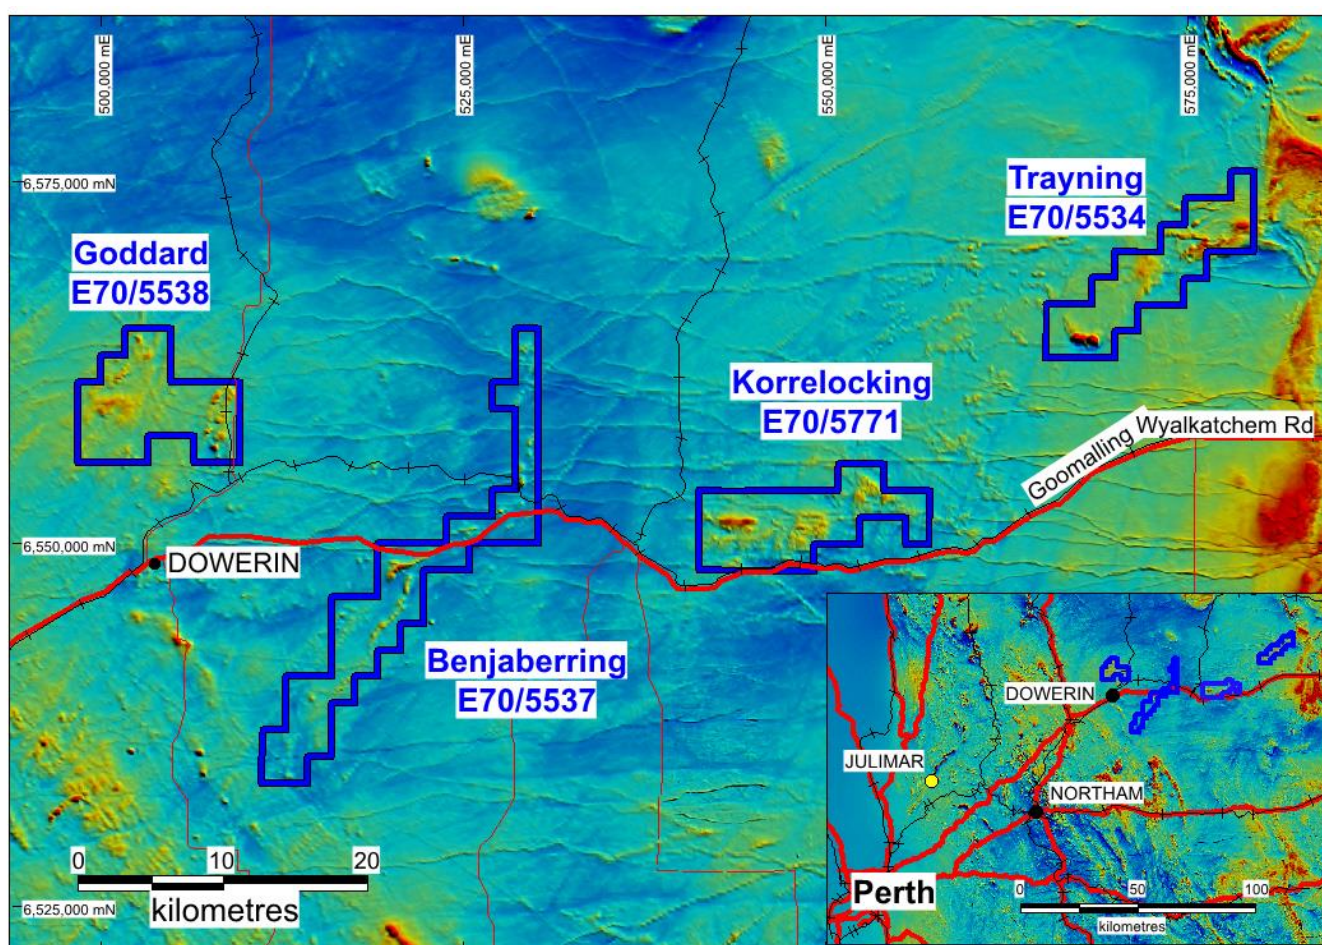 500,000 mE
525,000 mE
550,000 mE
575,000 mE
6,575,000 mN
Trayning
E70/5534
Goddard
E70/5538
Korrelocking
E70/5771
Goomalling Wyalkatchem Rd
6,550,000 mN
DOWERIN
Benjaberring
E70/5537
DOWERIN
JULIMAR
NORTHAM
Perth
0 50 100
kilometres
0 10 20
kilometres
6,525,000 mN